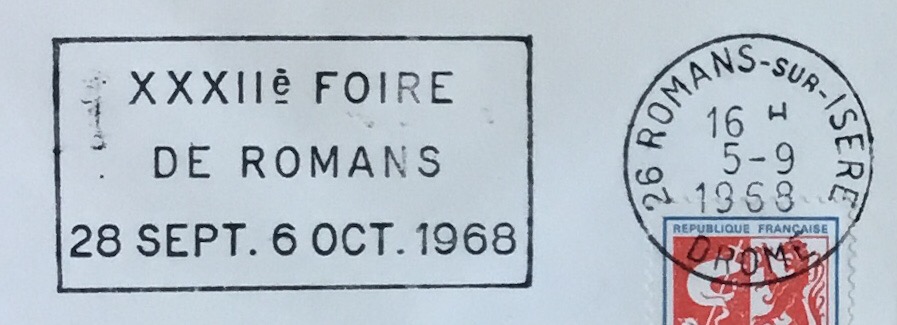 XXXIIè FOIRE
DE ROMANS
28 SEPT. 6 OCT. 1968
26 ROMANS-SUR-ISERE
16 H
5-9
1968
DROME
REPUBLIQUE FRANÇAISE